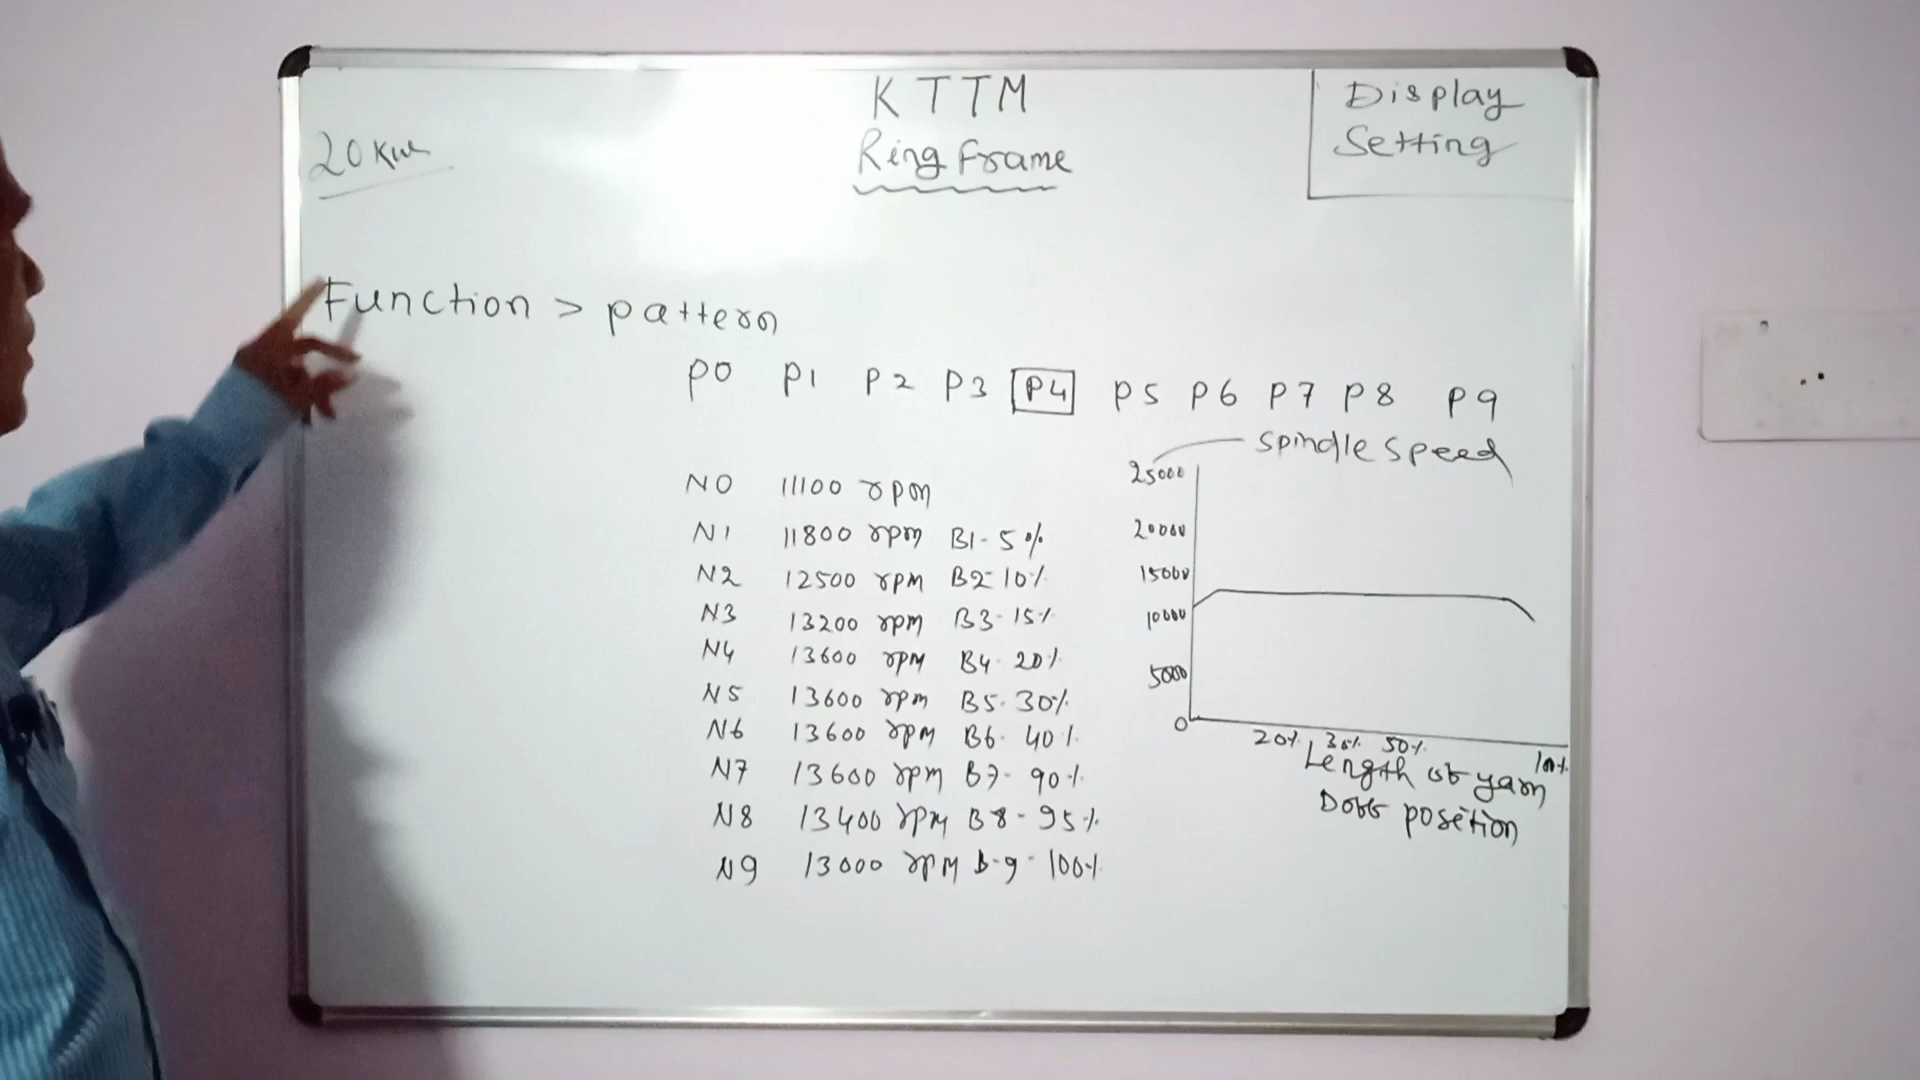 KTTM
Ring Frame
Display
Setting
20 KW
Function > pattern
P0 P1 P2 P3 P4 P5 P6 P7 P8 P9
N0 11100 rpm
N1 11800 rpm B1- 5%
N2 12500 rpm B2- 10%
N3 13200 rpm B3- 15%
N4 13600 rpm B4- 20%
N5 13600 rpm B5- 30%
N6 13600 rpm B6- 40%
N7 13600 rpm B7- 90%
N8 13400 rpm B8- 95%
N9 13000 rpm B-9- 100%
Spindle Speed
25000
20000
15000
10000
5000
0
20% 30% 50% 100%
Length of yarn
Doff position